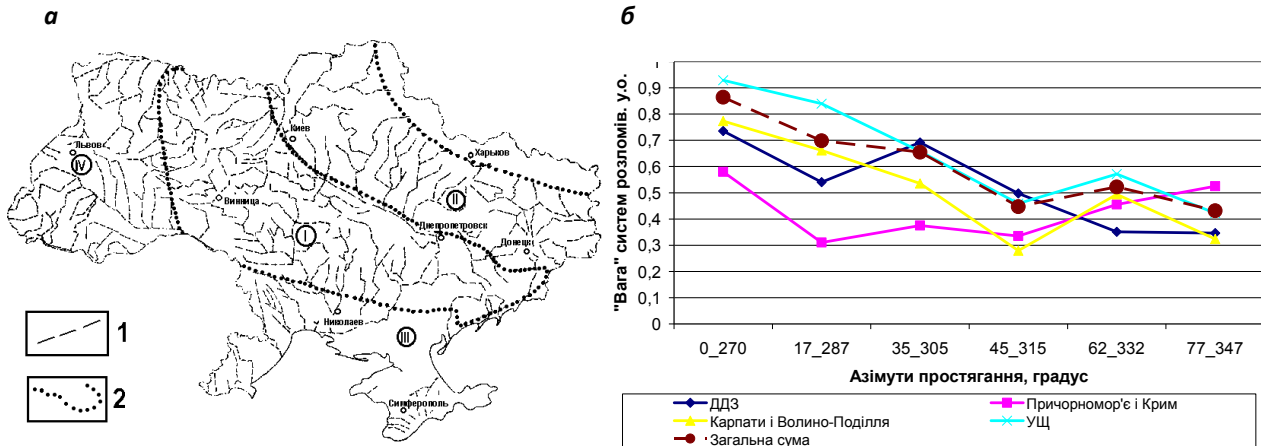 а
Львов
IV
Винница
Киев
I
Харьков
II
Днепропетровск
Донецк
Николаев
III
Симферополь
1
2
б
"Вага" систем розломів. у.о.
0,9
0,8
0,7
0,6
0,5
0,4
0,3
0,2
0,1
0
0_270 17_287 35_305 45_315 62_332 77_347
Азімути простягання, градус
ДДЗ Причорномор'є і Крим
Карпати і Волино-Поділля УЩ
Загальна сума